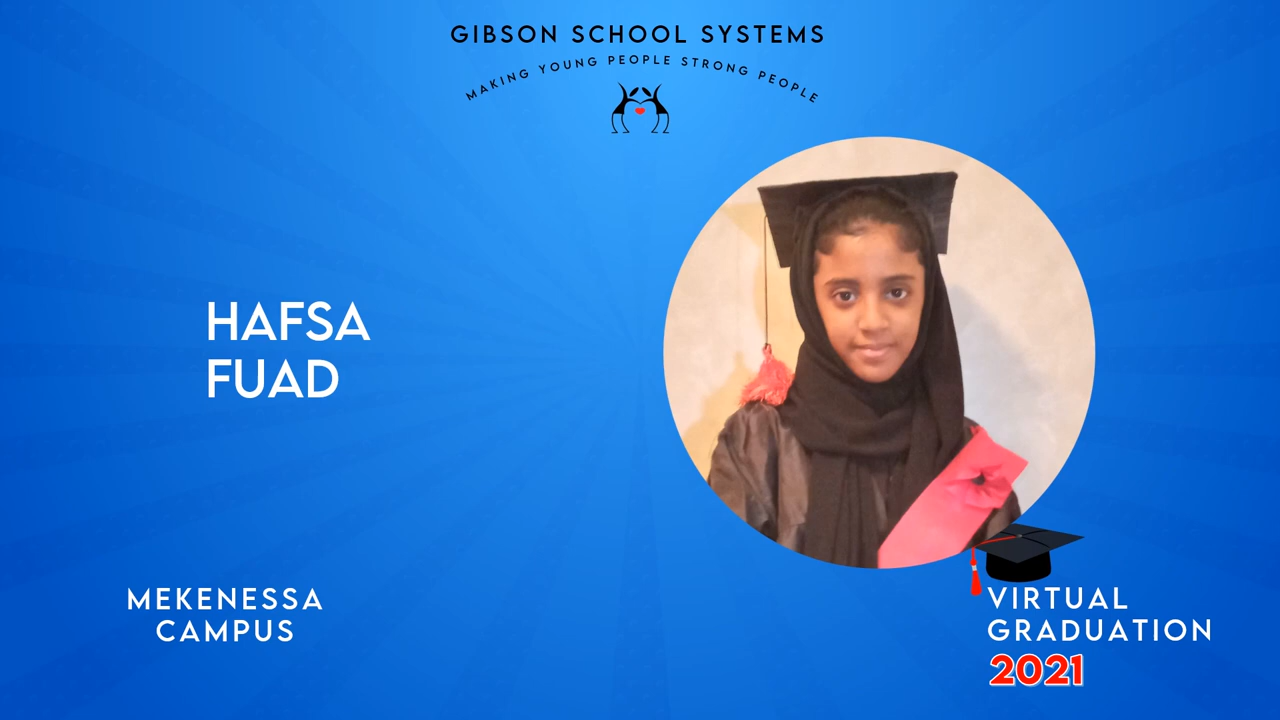 GIBSON SCHOOL SYSTEMS
MAKING YOUNG PEOPLE STRONG PEOPLE
HAFSA
FUAD
MEKENESSA
CAMPUS
VIRTUAL
GRADUATION
2021